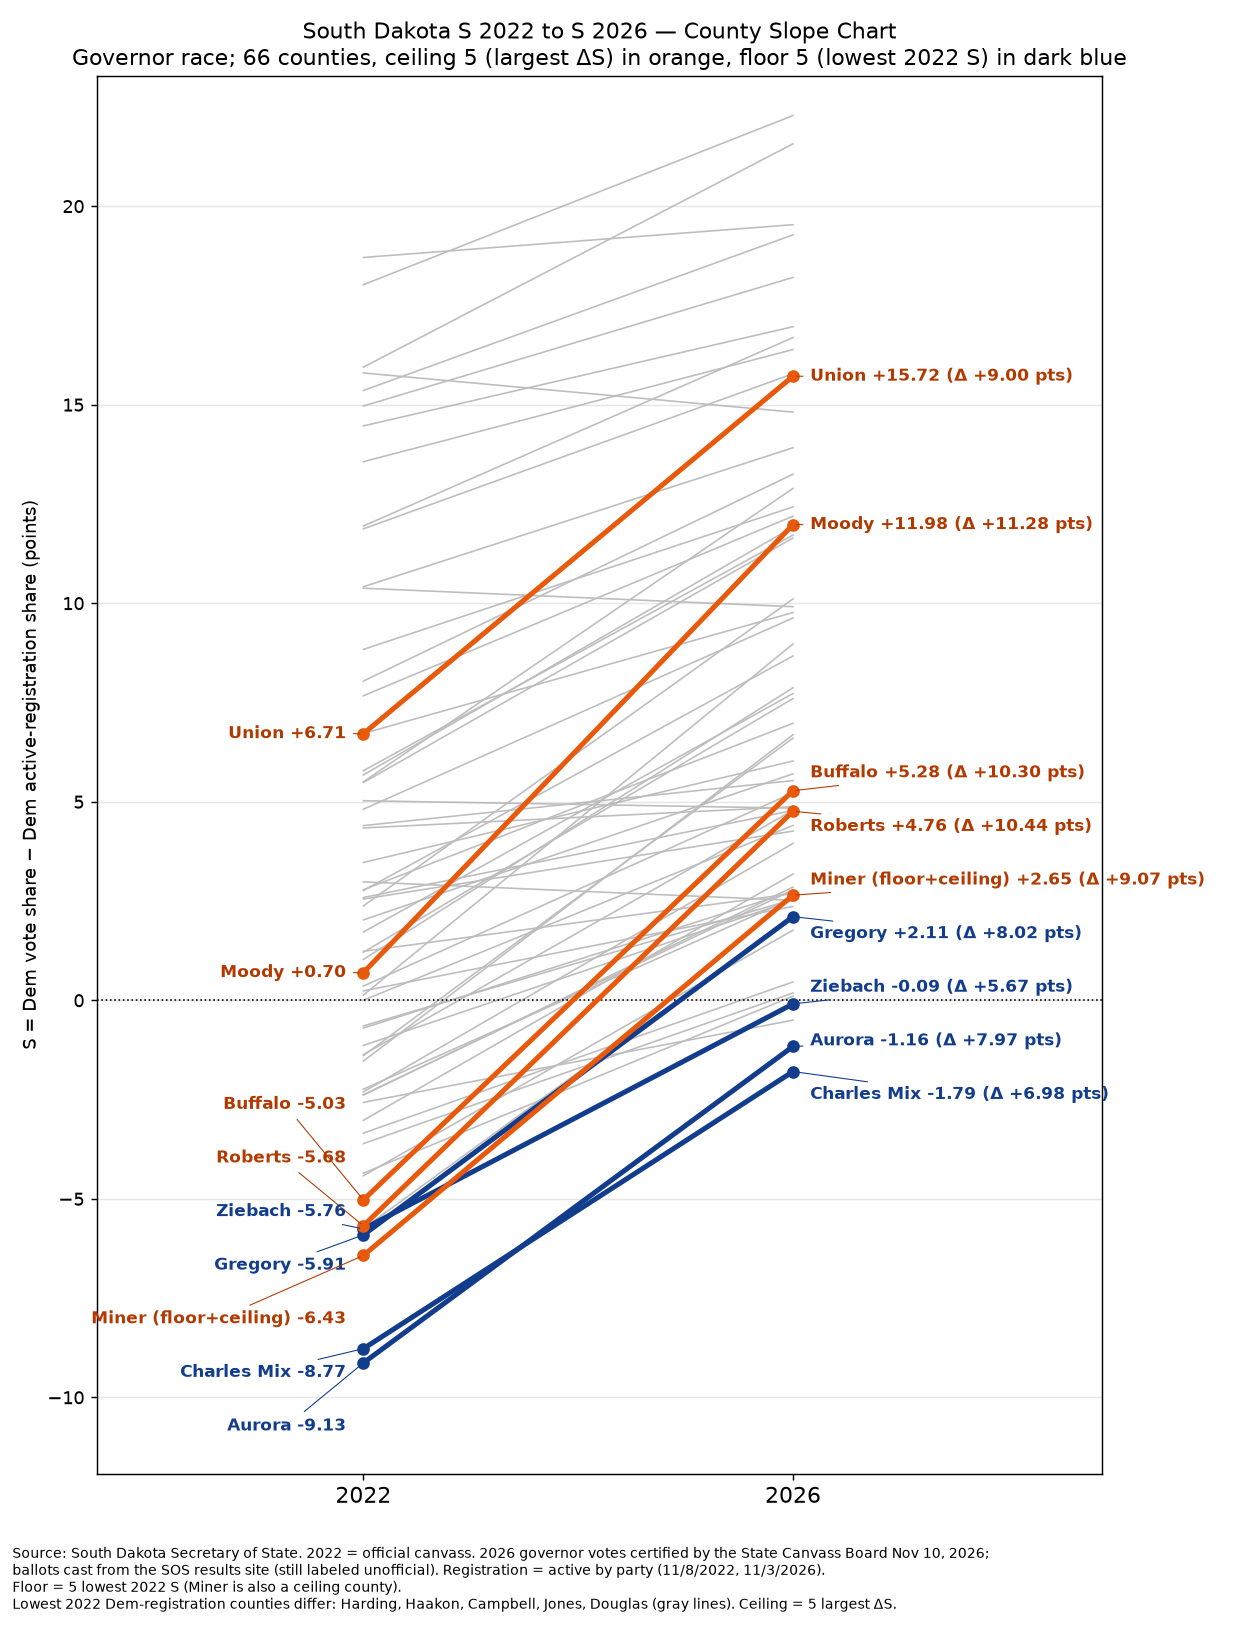 South Dakota S 2022 to S 2026 — County Slope Chart
Governor race; 66 counties, ceiling 5 (largest ΔS) in orange, floor 5 (lowest 2022 S) in dark blue
S = Dem vote share − Dem active-registration share (points)
20
15
10
5
0
−5
−10
Union +15.72 (Δ +9.00 pts)
Moody +11.98 (Δ +11.28 pts)
Union +6.71
Buffalo +5.28 (Δ +10.30 pts)
Roberts +4.76 (Δ +10.44 pts)
Miner (floor+ceiling) +2.65 (Δ +9.07 pts)
Gregory +2.11 (Δ +8.02 pts)
Moody +0.70
Ziebach -0.09 (Δ +5.67 pts)
Aurora -1.16 (Δ +7.97 pts)
Charles Mix -1.79 (Δ +6.98 pts)
Buffalo -5.03
Roberts -5.68
Ziebach -5.76
Gregory -5.91
Miner (floor+ceiling) -6.43
Charles Mix -8.77
Aurora -9.13
2022
2026
Source: South Dakota Secretary of State. 2022 = official canvass. 2026 governor votes certified by the State Canvass Board Nov 10, 2026;
ballots cast from the SOS results site (still labeled unofficial). Registration = active by party (11/8/2022, 11/3/2026).
Floor = 5 lowest 2022 S (Miner is also a ceiling county).
Lowest 2022 Dem-registration counties differ: Harding, Haakon, Campbell, Jones, Douglas (gray lines). Ceiling = 5 largest ΔS.